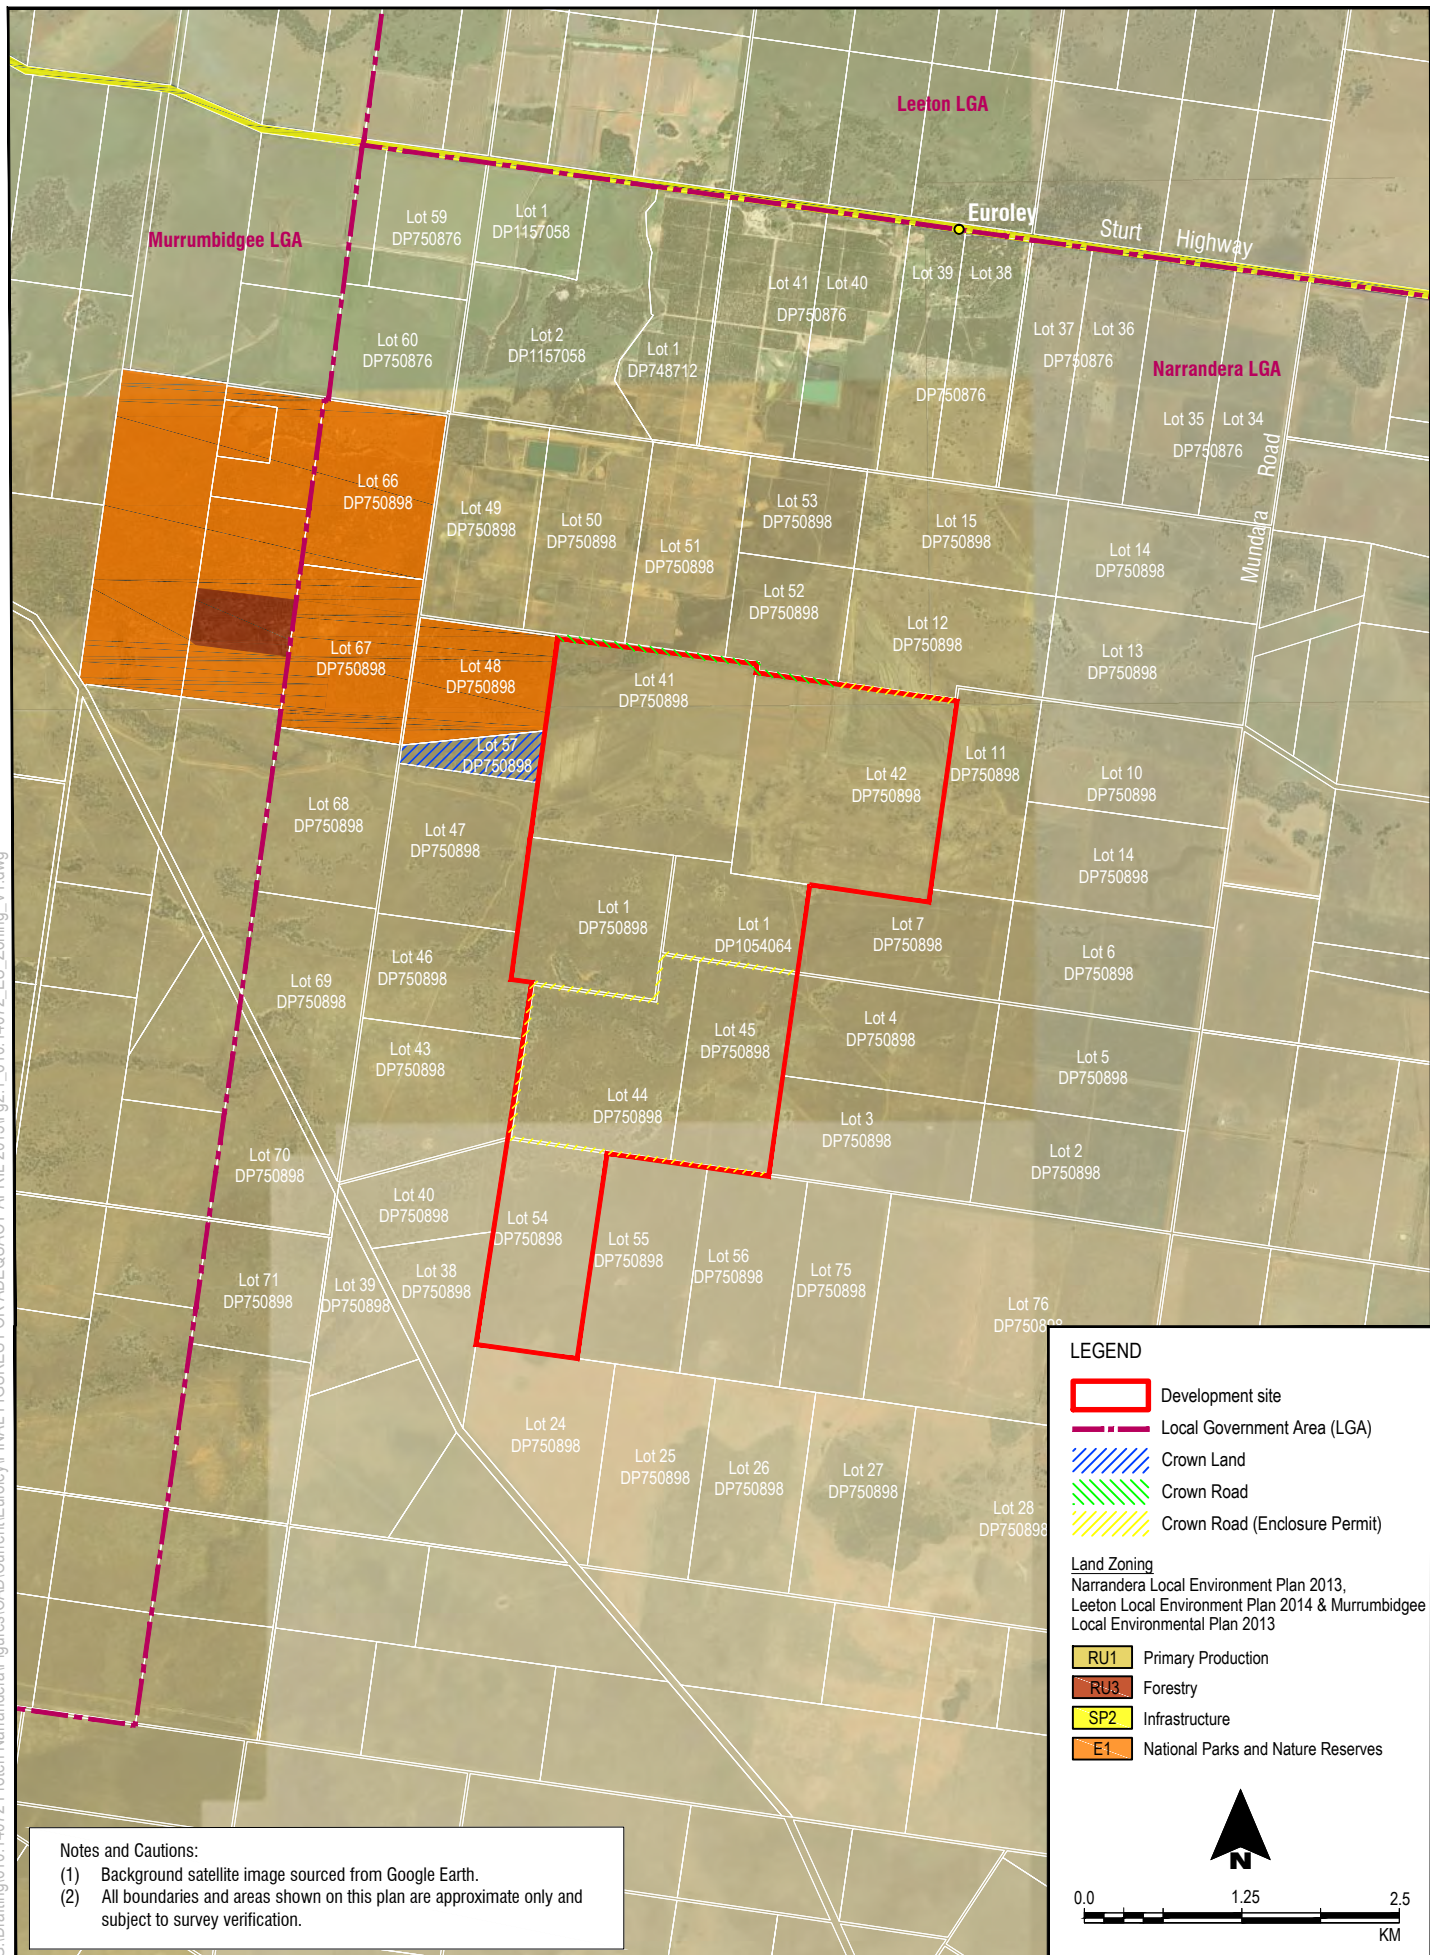 Leeton LGA
Murrumbidgee LGA
Lot 59
DP750876
Lot 1
DP1157058
Euroley
Sturt Highway
Lot 41
Lot 40
DP750876
Lot 39
Lot 38
DP750876
Lot 60
DP750876
Lot 2
DP1157058
Lot 1
DP748712
Lot 37
Lot 36
DP750876
Narrandera LGA
Lot 35
Lot 34
DP750876
Mundara Road
Lot 66
DP750898
Lot 49
DP750898
Lot 50
DP750898
Lot 51
DP750898
Lot 53
DP750898
Lot 15
DP750898
Lot 14
DP750898
Lot 52
DP750898
Lot 12
DP750898
Lot 13
DP750898
Lot 67
DP750898
Lot 48
DP750898
Lot 41
DP750898
Lot 57
DP750898
Lot 42
DP750898
Lot 11
DP750898
Lot 10
DP750898
Lot 68
DP750898
Lot 47
DP750898
Lot 14
DP750898
Lot 1
DP750898
Lot 1
DP1054064
Lot 7
DP750898
Lot 6
DP750898
Lot 46
DP750898
Lot 69
DP750898
Lot 45
DP750898
Lot 4
DP750898
Lot 5
DP750898
Lot 43
DP750898
Lot 44
DP750898
Lot 3
DP750898
Lot 2
DP750898
Lot 70
DP750898
Lot 40
DP750898
Lot 54
DP750898
Lot 55
DP750898
Lot 56
DP750898
Lot 75
DP750898
Lot 76
DP750898
Lot 71
DP750898
Lot 39
DP750898
Lot 38
DP750898
Lot 24
DP750898
Lot 25
DP750898
Lot 26
DP750898
Lot 27
DP750898
Lot 28
DP750898
LEGEND
Development site
Local Government Area (LGA)
Crown Land
Crown Road
Crown Road (Enclosure Permit)
Land Zoning
Narrandera Local Environment Plan 2013,
Leeton Local Environment Plan 2014 & Murrumbidgee
Local Environmental Plan 2013
RU1 Primary Production
RU3 Forestry
SP2 Infrastructure
E1 National Parks and Nature Reserves
N
0.0 1.25 2.5
KM
Notes and Cautions:
(1) Background satellite image sourced from Google Earth.
(2) All boundaries and areas shown on this plan are approximate only and
subject to survey verification.